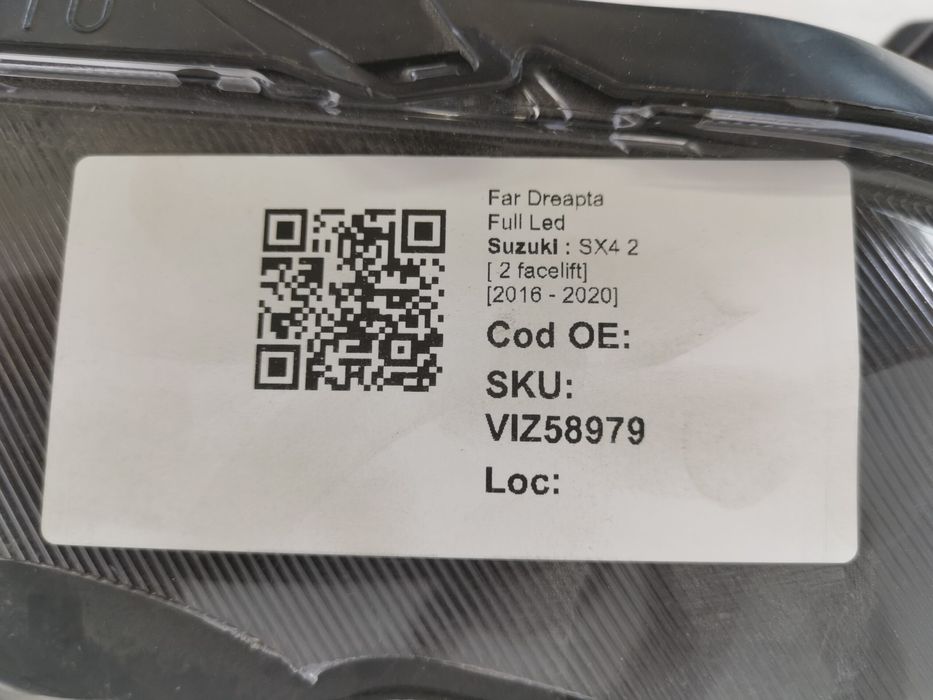 Far Dreapta
Full Led
Suzuki : SX4 2
[ 2 facelift]
[2016 - 2020]
Cod OE:
SKU:
VIZ58979
Loc: